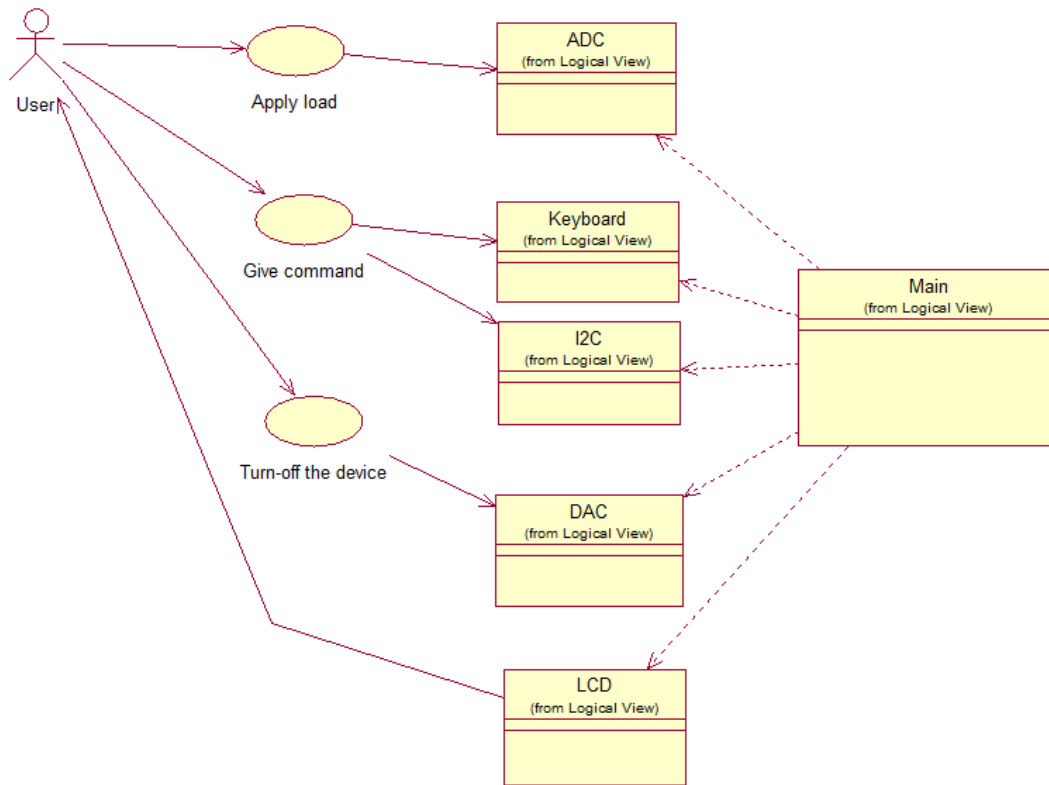 User
Apply load
ADC
(from Logical View)
Give command
Keyboard
(from Logical View)
I2C
(from Logical View)
Main
(from Logical View)
Turn-off the device
DAC
(from Logical View)
LCD
(from Logical View)